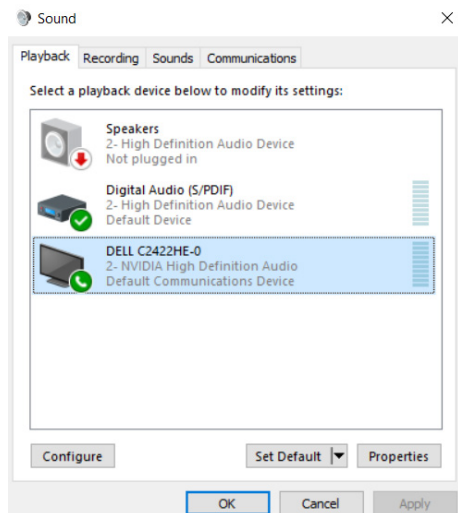 Sound
Playback Recording Sounds Communications
Select a playback device below to modify its settings:
Speakers
2- High Definition Audio Device
Not plugged in
Digital Audio (S/PDIF)
2- High Definition Audio Device
Default Device
DELL C2422HE-0
2- NVIDIA High Definition Audio
Default Communications Device
Configure Set Default Properties
OK Cancel Apply